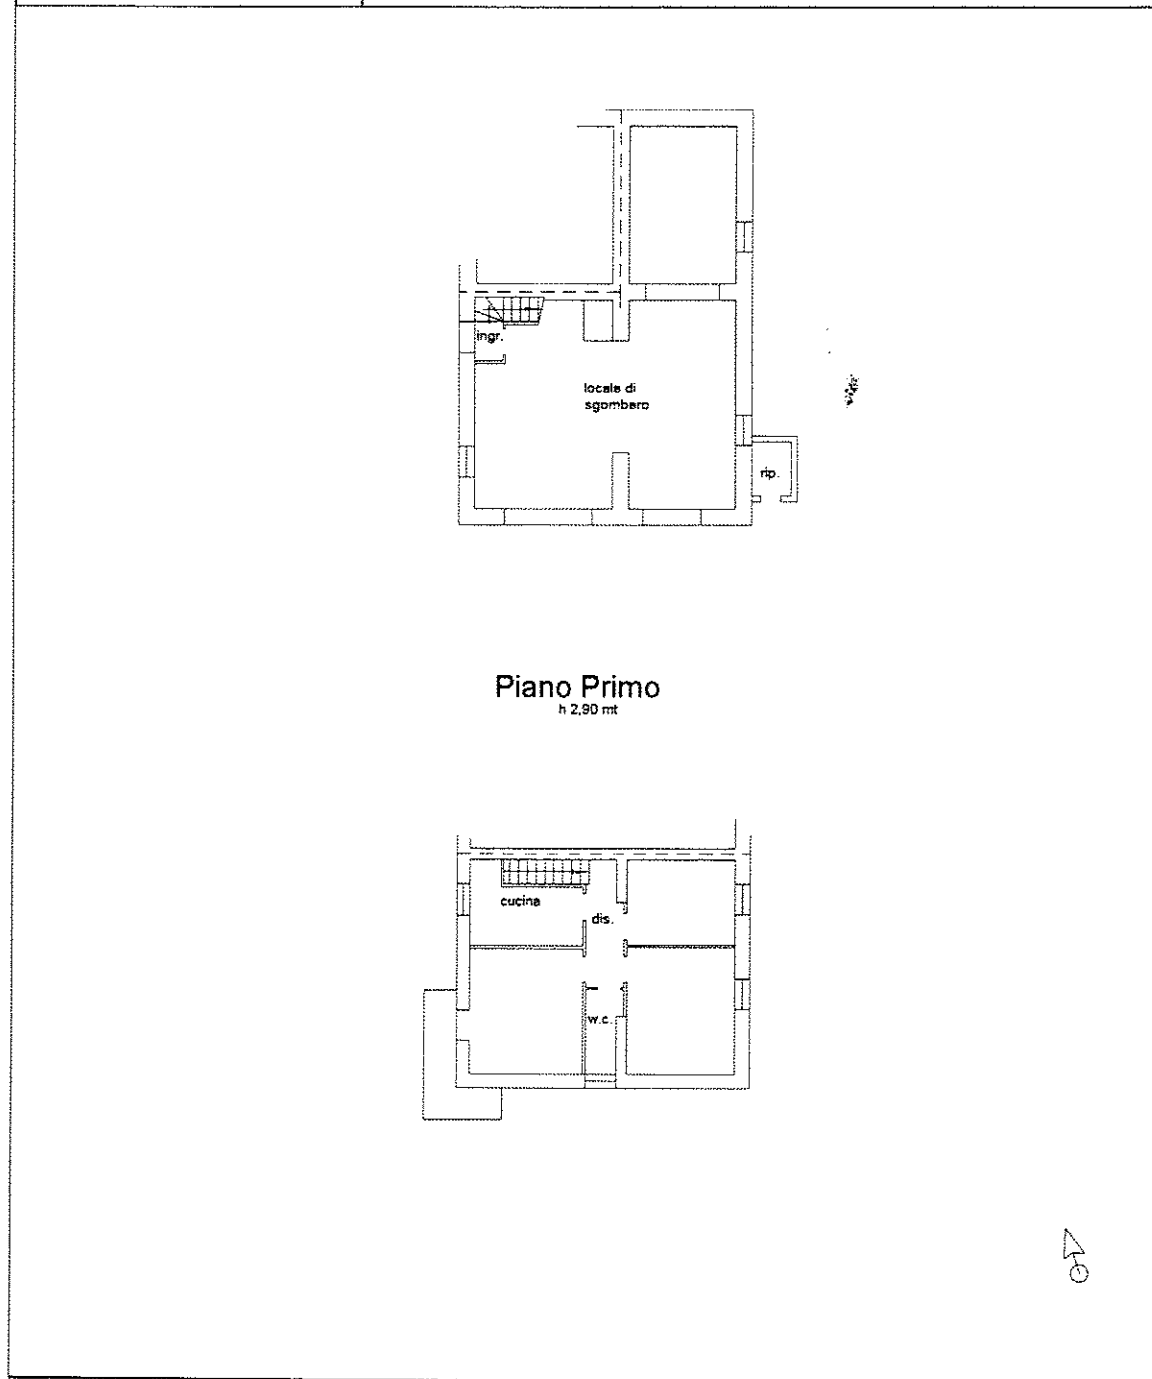 ingr.
locale di
sgombero
rip.
Piano Primo
h 2,90 mt
cucina
dis.
w.c.